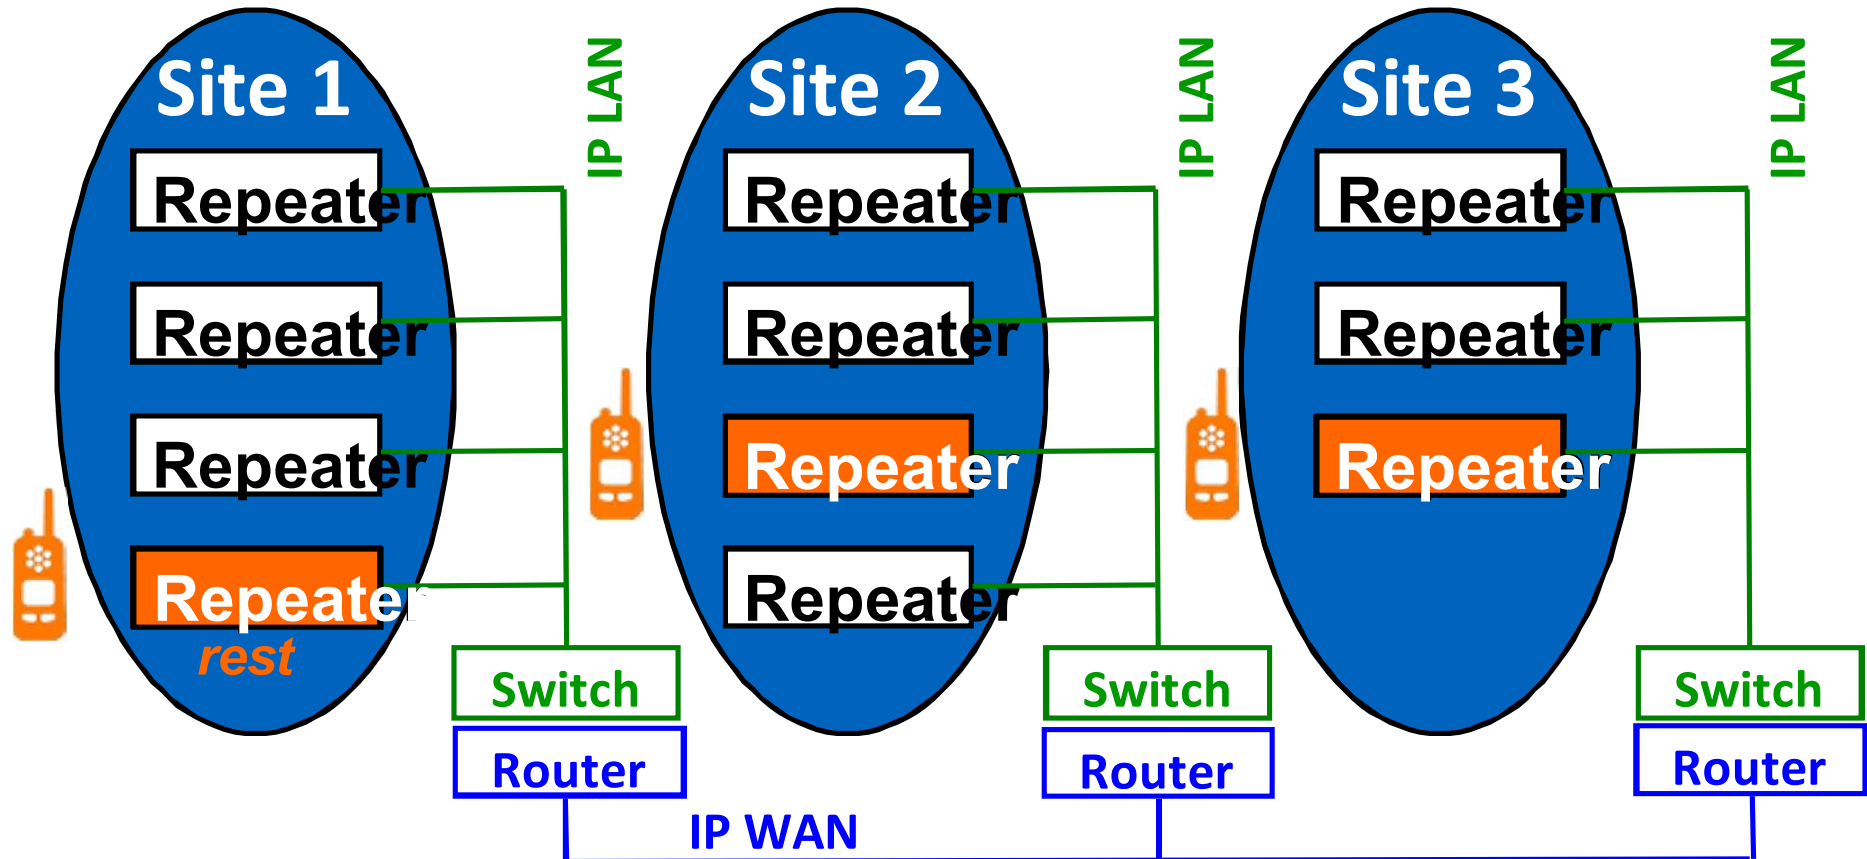 Site 1
Repeater
Repeater
Repeater
Repeater
rest
IP LAN
Switch
Router
Site 2
Repeater
Repeater
Repeater
Repeater
IP LAN
Switch
Router
Site 3
Repeater
Repeater
Repeater
IP LAN
Switch
Router
IP WAN